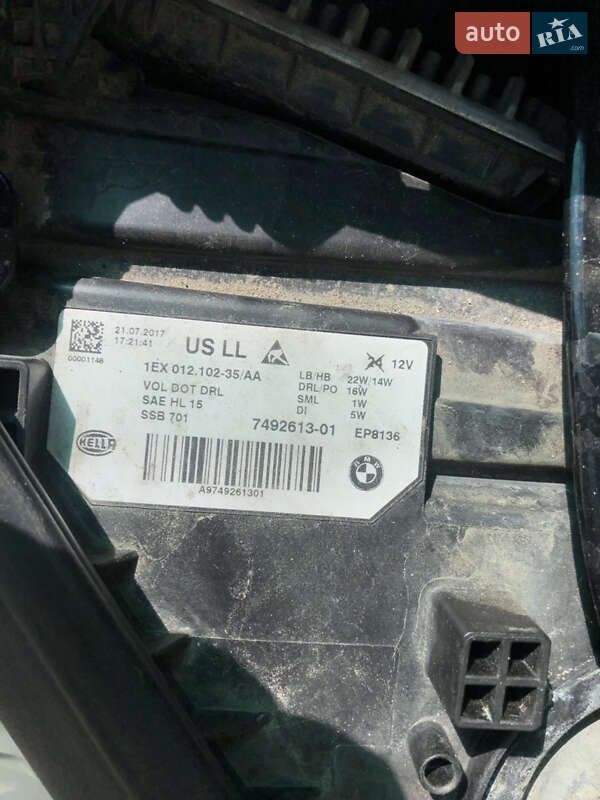 auto RIA.com
21.07.2017
17:21:41
00001148
US LL
12V
1EX 012.102-35/AA
LB/HB 22W/14W
VOL DOT DRL
DRL/PO 16W
SAE HL 15
SML 1W
SSB 701
DI 5W
7492613-01 EP8136
HELLA
BMW
A9749261301